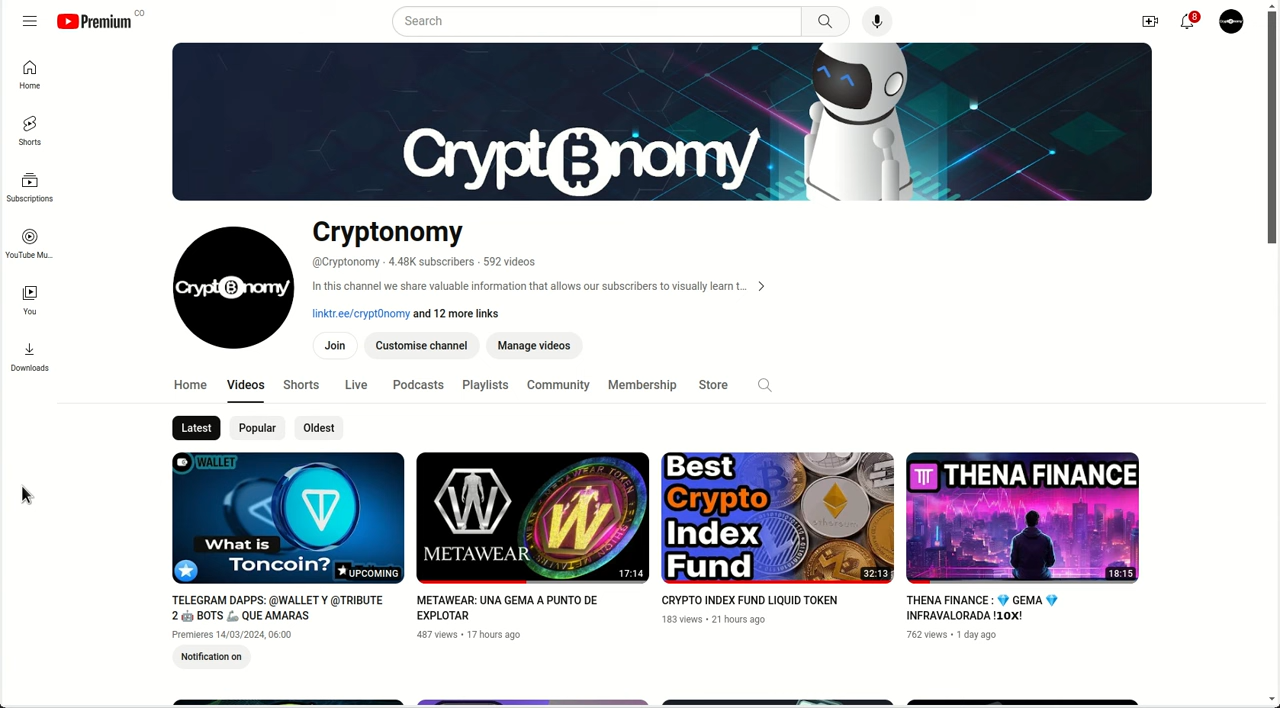 Premium CO
Search
8
Home
Shorts
Subscriptions
YouTube Mu...
You
Downloads
Crypt₿nomy
Crypt₿nomy
Cryptonomy
@Cryptonomy · 4.48K subscribers · 592 videos
In this channel we share valuable information that allows our subscribers to visually learn t...
linktr.ee/crypt0nomy and 12 more links
Join
Customise channel
Manage videos
Home
Videos
Shorts
Live
Podcasts
Playlists
Community
Membership
Store
Latest
Popular
Oldest
WALLET
What is
Toncoin?
UPCOMING
TELEGRAM DAPPS: @WALLET Y @TRIBUTE
2 🤖 BOTS 🦾 QUE AMARAS
Premieres 14/03/2024, 06:00
Notification on
METAWEAR
17:14
METAWEAR: UNA GEMA A PUNTO DE
EXPLOTAR
487 views • 17 hours ago
Best
Crypto
Index
Fund
32:13
CRYPTO INDEX FUND LIQUID TOKEN
183 views • 21 hours ago
THENA FINANCE
18:15
THENA FINANCE : 💎 GEMA 💎
INFRAVALORADA !10X!
762 views • 1 day ago